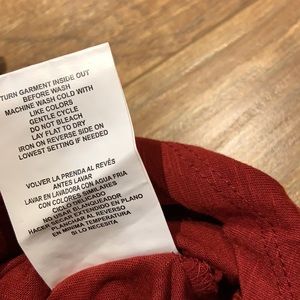 TURN GARMENT INSIDE OUT
BEFORE WASH
MACHINE WASH COLD WITH
LIKE COLORS
GENTLE CYCLE
DO NOT BLEACH
LAY FLAT TO DRY
IRON ON REVERSE SIDE ON
LOWEST SETTING IF NEEDED
VOLVER LA PRENDA AL REVÉS
ANTES LAVAR
LAVAR EN LAVADORA CON AGUA FRIA
CON COLORES SIMILARES
CICLO DELICADO
NO USAR BLANQUEADOR
HACER SECAR EXTENDIDO EN PLANO
PLANCHAR AL REVERSO
EN MINIMA TEMPERATURA
SI LO NECESITA